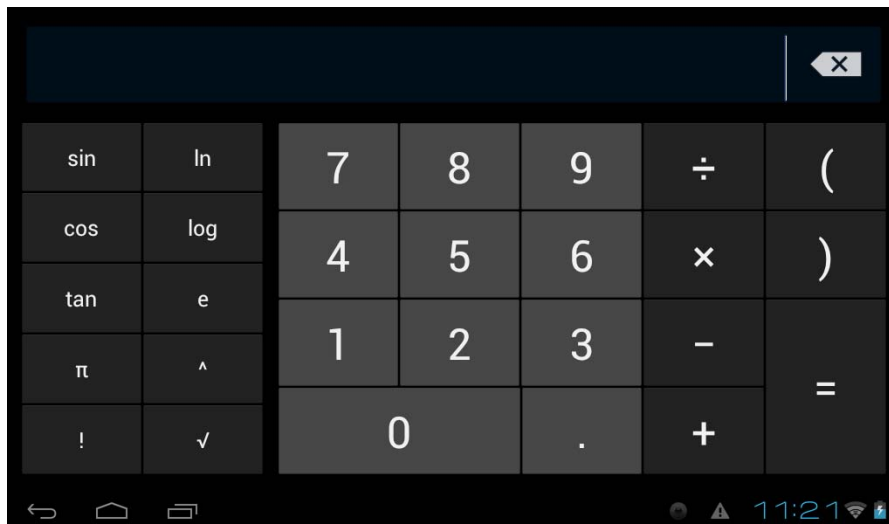 sin ln 7 8 9 ÷ (
cos log 4 5 6 × )
tan e 1 2 3 −
π ^ =
! √ 0 . +
11:21